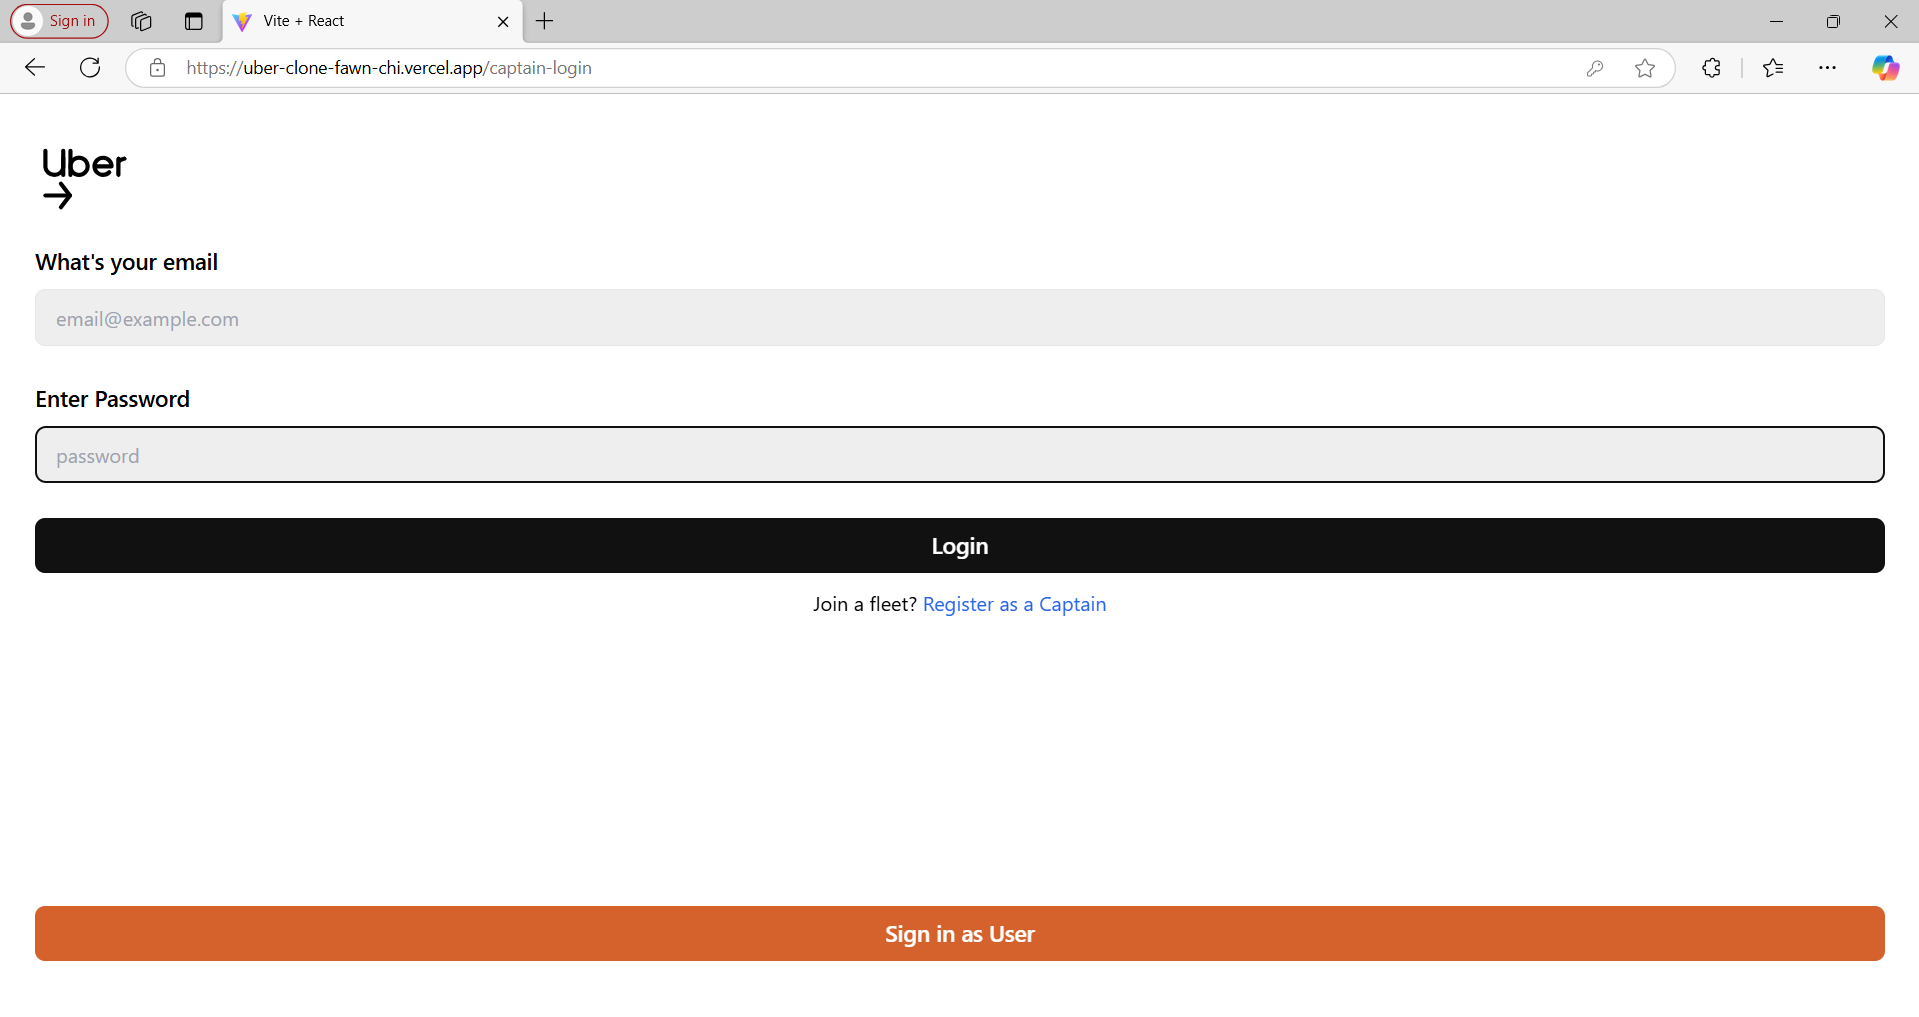 Sign in
Vite + React
https://uber-clone-fawn-chi.vercel.app/captain-login
Uber
What's your email
email@example.com
Enter Password
password
Login
Join a fleet? Register as a Captain
Sign in as User